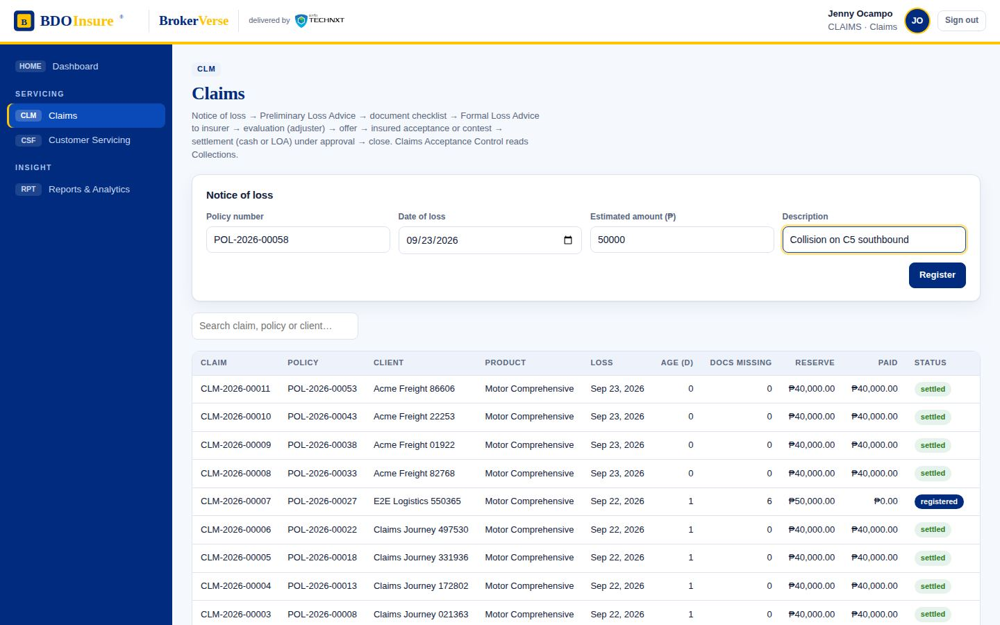 B BDOInsure ®
BrokerVerse
delivered by TECHNXT
Jenny Ocampo
CLAIMS · Claims
JO
Sign out
HOME Dashboard
SERVICING
CLM Claims
CSF Customer Servicing
INSIGHT
RPT Reports & Analytics
CLM
Claims
Notice of loss → Preliminary Loss Advice → document checklist → Formal Loss Advice
to insurer → evaluation (adjuster) → offer → insured acceptance or contest →
settlement (cash or LOA) under approval → close. Claims Acceptance Control reads
Collections.
Notice of loss
Policy number Date of loss Estimated amount (₱) Description
POL-2026-00058 09/23/2026 50000 Collision on C5 southbound
Register
Search claim, policy or client…
CLAIM POLICY CLIENT PRODUCT LOSS AGE (D) DOCS MISSING RESERVE PAID STATUS
CLM-2026-00011 POL-2026-00053 Acme Freight 86606 Motor Comprehensive Sep 23, 2026 0 0 ₱40,000.00 ₱40,000.00 settled
CLM-2026-00010 POL-2026-00043 Acme Freight 22253 Motor Comprehensive Sep 23, 2026 0 0 ₱40,000.00 ₱40,000.00 settled
CLM-2026-00009 POL-2026-00038 Acme Freight 01922 Motor Comprehensive Sep 23, 2026 0 0 ₱40,000.00 ₱40,000.00 settled
CLM-2026-00008 POL-2026-00033 Acme Freight 82768 Motor Comprehensive Sep 23, 2026 0 0 ₱40,000.00 ₱40,000.00 settled
CLM-2026-00007 POL-2026-00027 E2E Logistics 550365 Motor Comprehensive Sep 22, 2026 1 6 ₱50,000.00 ₱0.00 registered
CLM-2026-00006 POL-2026-00022 Claims Journey 497530 Motor Comprehensive Sep 22, 2026 1 0 ₱40,000.00 ₱40,000.00 settled
CLM-2026-00005 POL-2026-00018 Claims Journey 331936 Motor Comprehensive Sep 22, 2026 1 0 ₱40,000.00 ₱40,000.00 settled
CLM-2026-00004 POL-2026-00013 Claims Journey 172802 Motor Comprehensive Sep 22, 2026 1 0 ₱40,000.00 ₱40,000.00 settled
CLM-2026-00003 POL-2026-00008 Claims Journey 021363 Motor Comprehensive Sep 22, 2026 1 0 ₱40,000.00 ₱40,000.00 settled